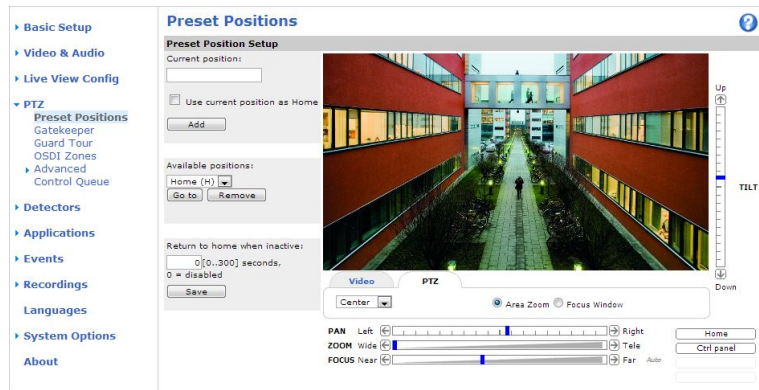 Basic Setup
Video & Audio
Live View Config
PTZ
Preset Positions
Gatekeeper
Guard Tour
OSDI Zones
Advanced
Control Queue
Detectors
Applications
Events
Recordings
Languages
System Options
About
Preset Positions
?
Preset Position Setup
Current position:
Use current position as Home
Add
Available positions:
Home (H)
Go to Remove
Return to home when inactive:
0 [0..300] seconds,
0 = disabled
Save
Up
TILT
Down
Video PTZ
Center Area Zoom Focus Window
PAN Left Right Home
ZOOM Wide Tele Ctrl panel
FOCUS Near Far Auto